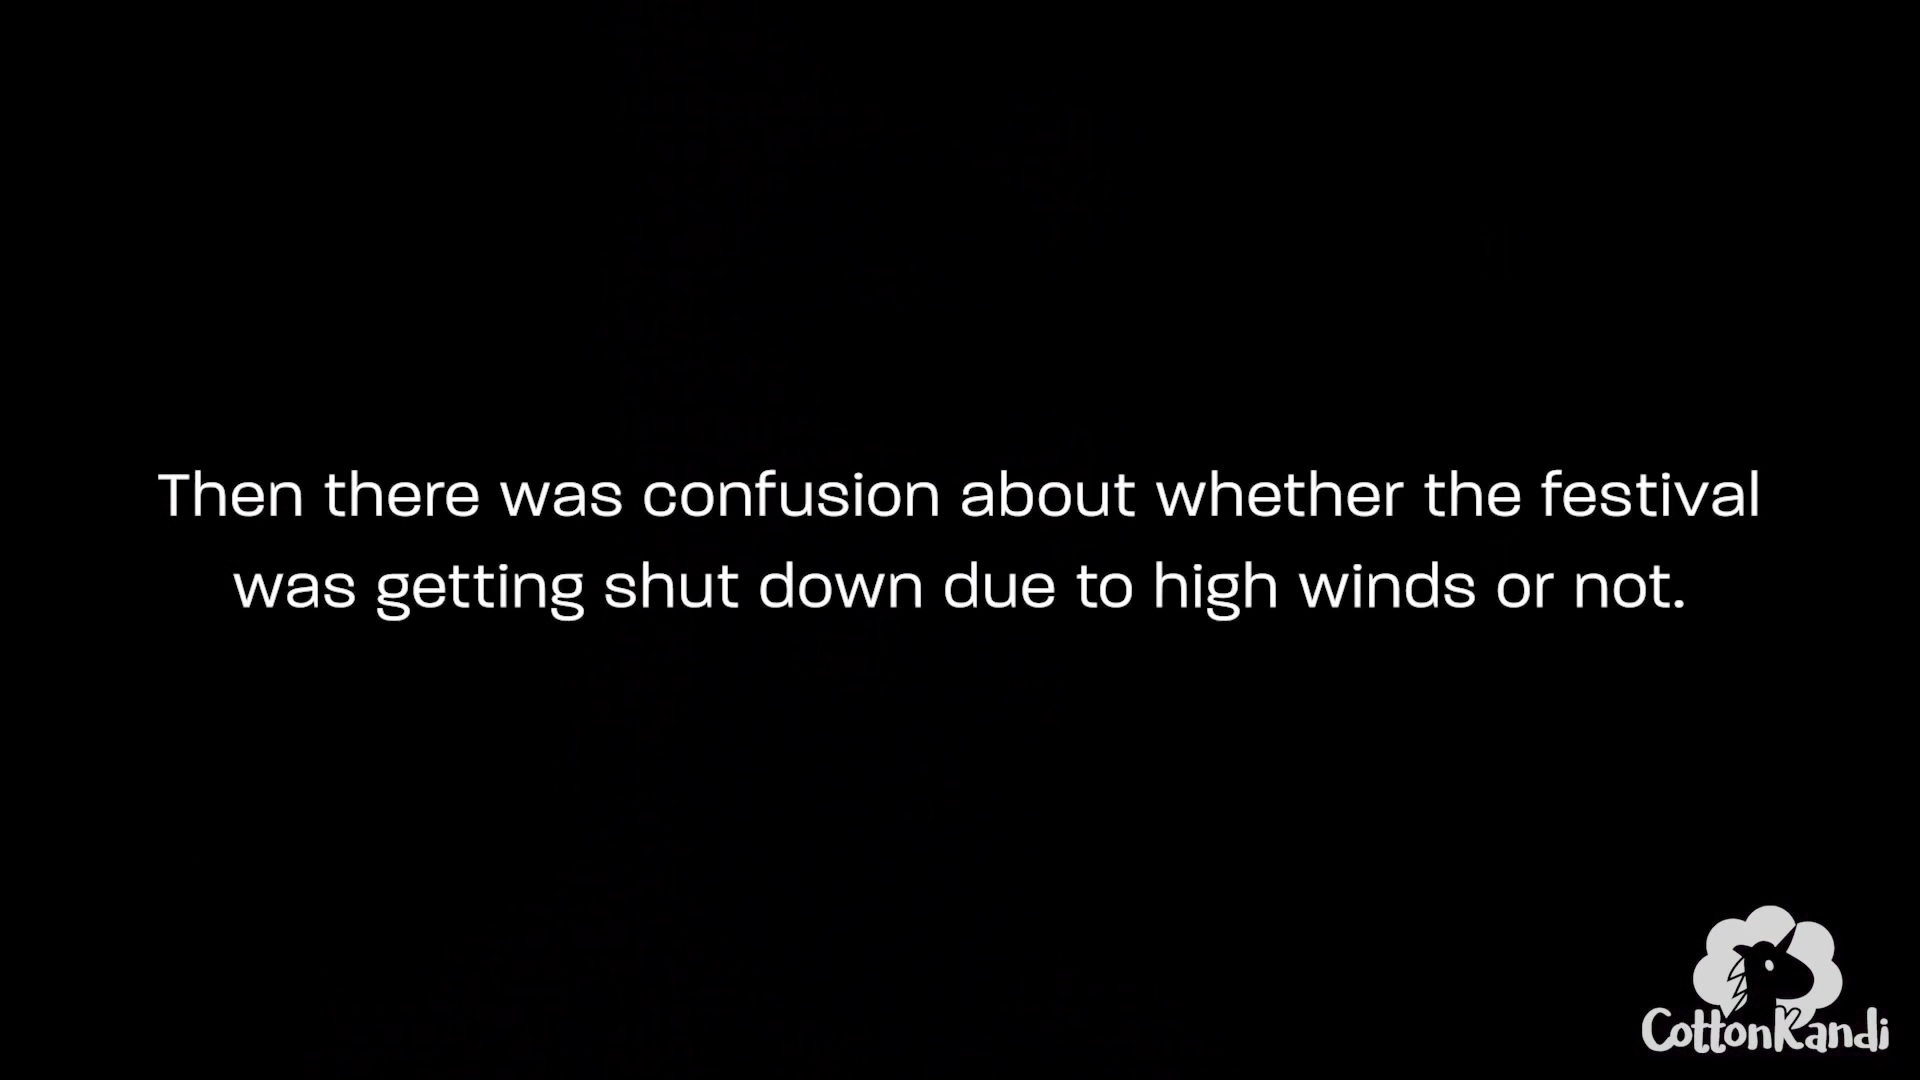 Then there was confusion about whether the festival
was getting shut down due to high winds or not.
CottonKandi